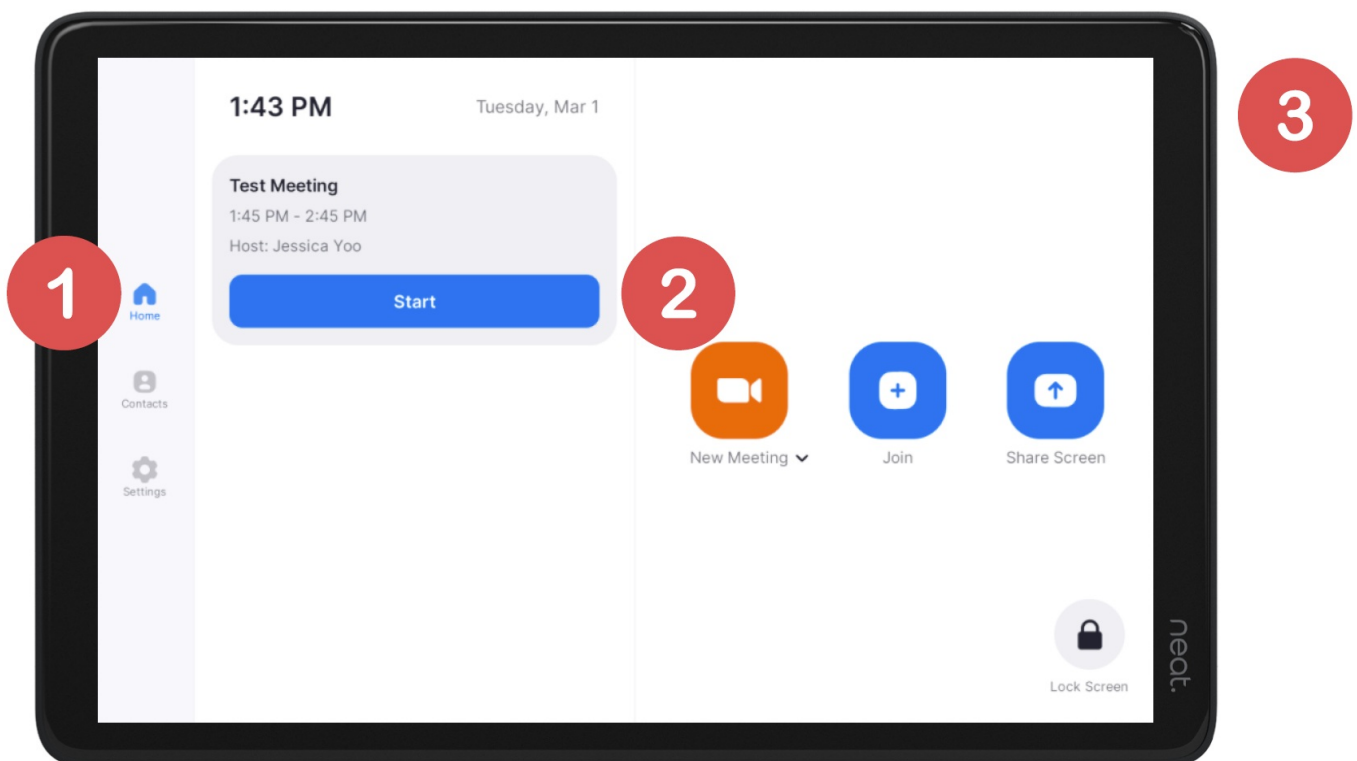 1:43 PM
Tuesday, Mar 1
3
Test Meeting
1:45 PM - 2:45 PM
Host: Jessica Yoo
1
Home
Start
2
Contacts
New Meeting
Join
Share Screen
Settings
neat.
Lock Screen